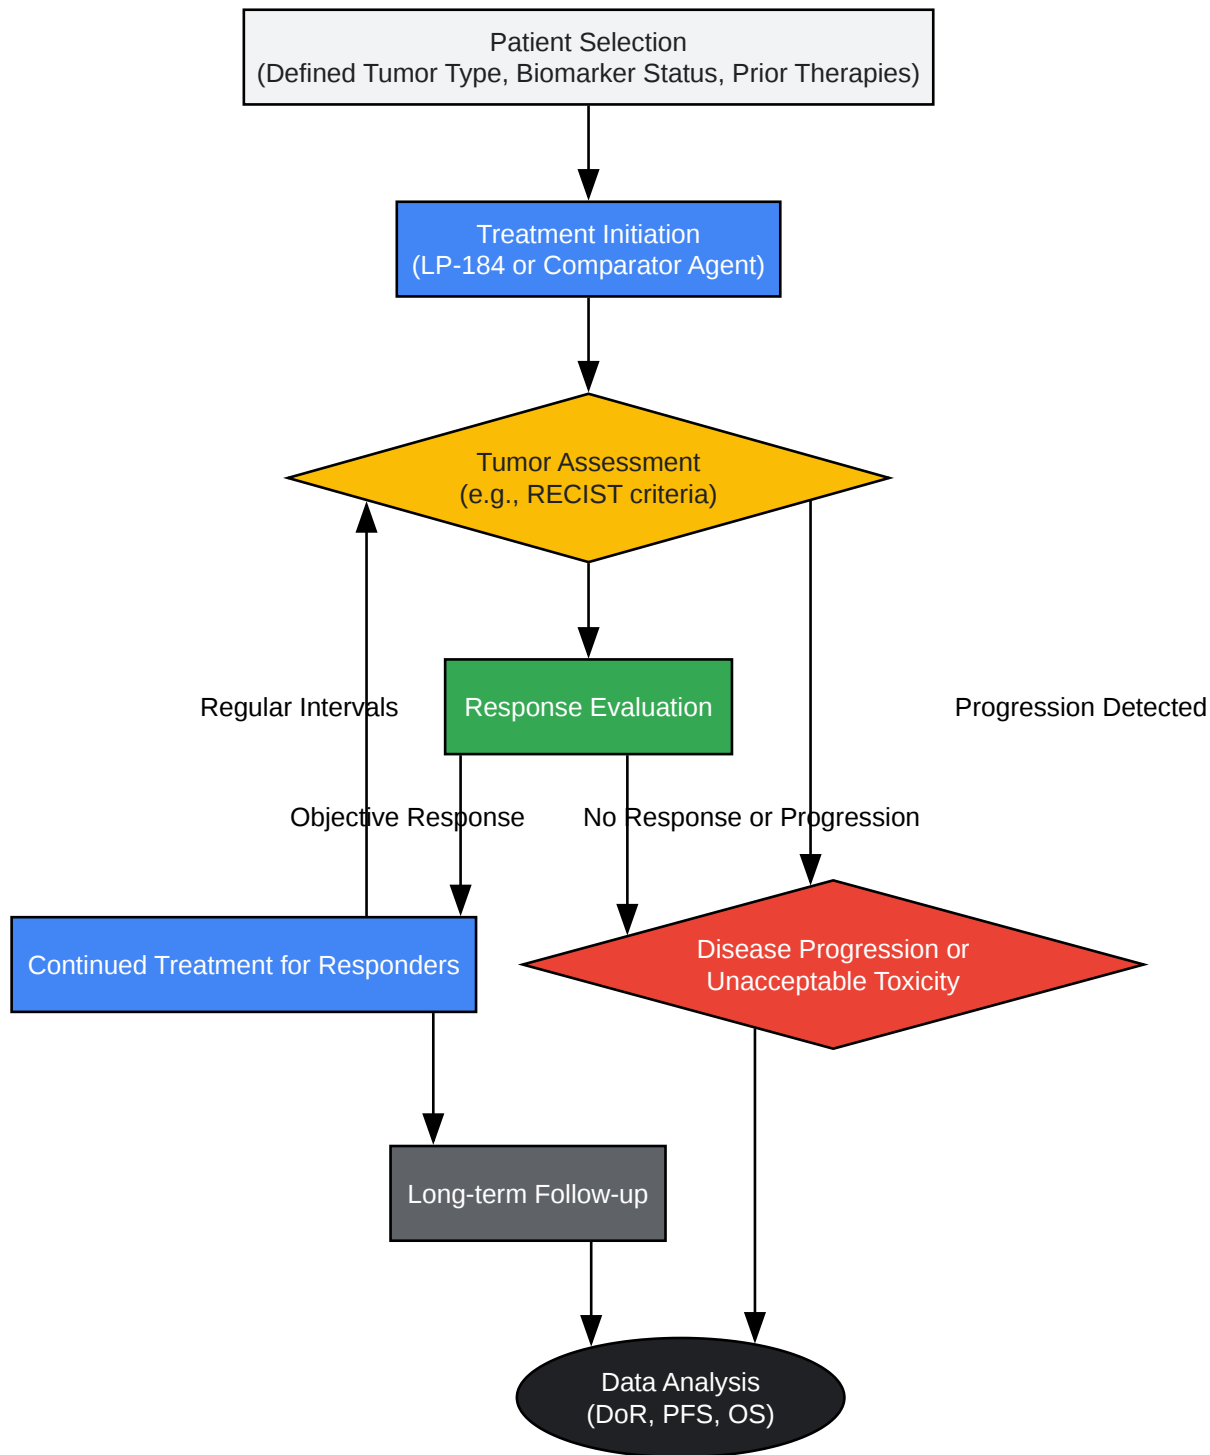 Patient Selection
(Defined Tumor Type, Biomarker Status, Prior Therapies)
Treatment Initiation
(LP-184 or Comparator Agent)
Tumor Assessment
(e.g., RECIST criteria)
Regular Intervals
Response Evaluation
Progression Detected
Objective Response
No Response or Progression
Continued Treatment for Responders
Disease Progression or
Unacceptable Toxicity
Long-term Follow-up
Data Analysis
(DoR, PFS, OS)